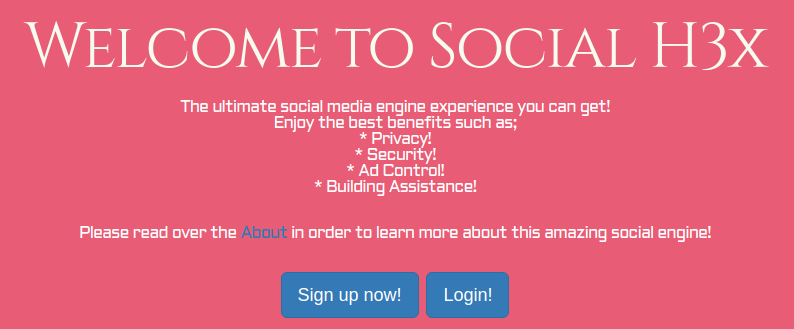 Welcome to Social H3x
The ultimate social media engine experience you can get!
Enjoy the best benefits such as;
* Privacy!
* Security!
* Ad Control!
* Building Assistance!
Please read over the About in order to learn more about this amazing social engine!
Sign up now! Login!